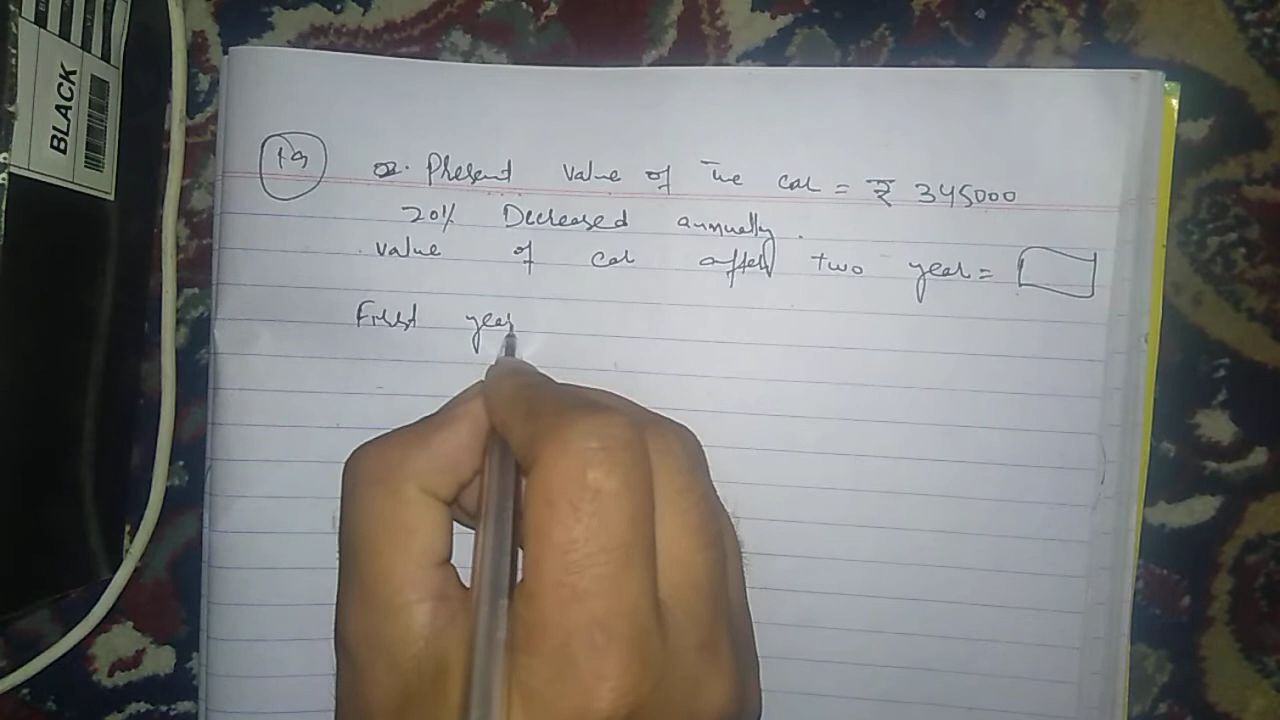 BLACK
19 Present value of the car = ₹ 345000
20% Decreased annually.
value of car after two year =
First year